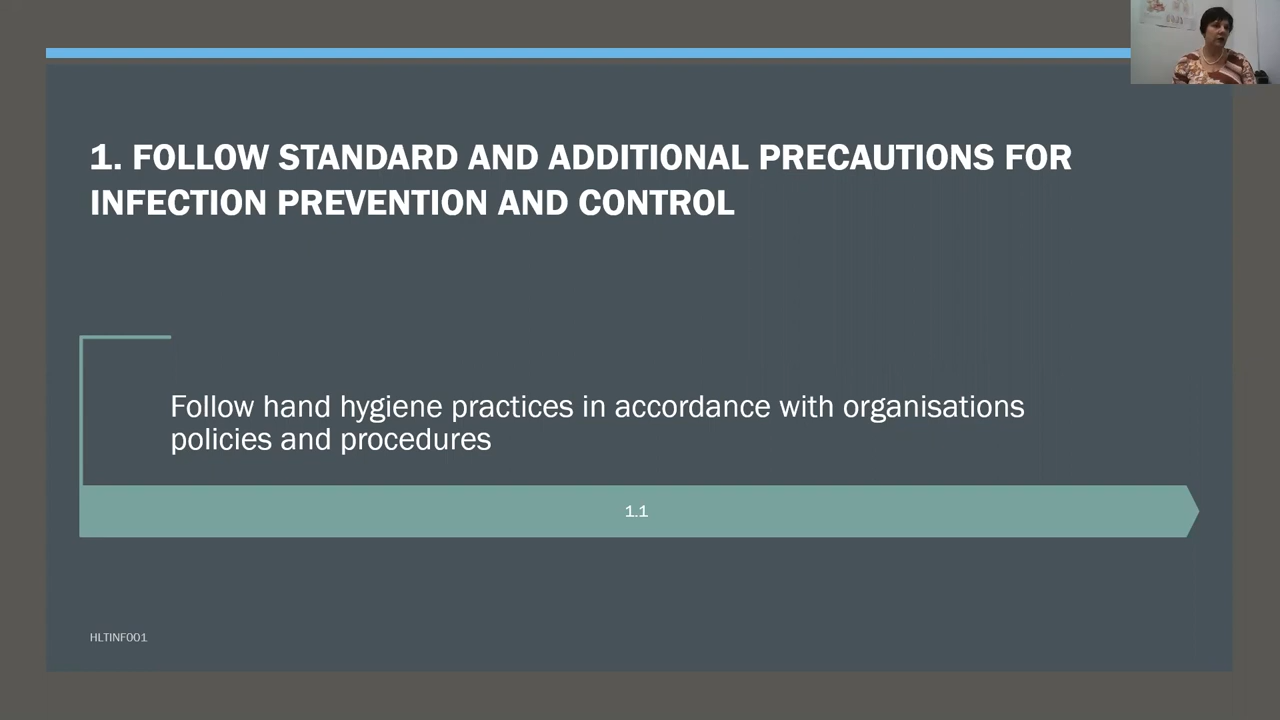 1. FOLLOW STANDARD AND ADDITIONAL PRECAUTIONS FOR
INFECTION PREVENTION AND CONTROL
Follow hand hygiene practices in accordance with organisations
policies and procedures
1.1
HLTINF001